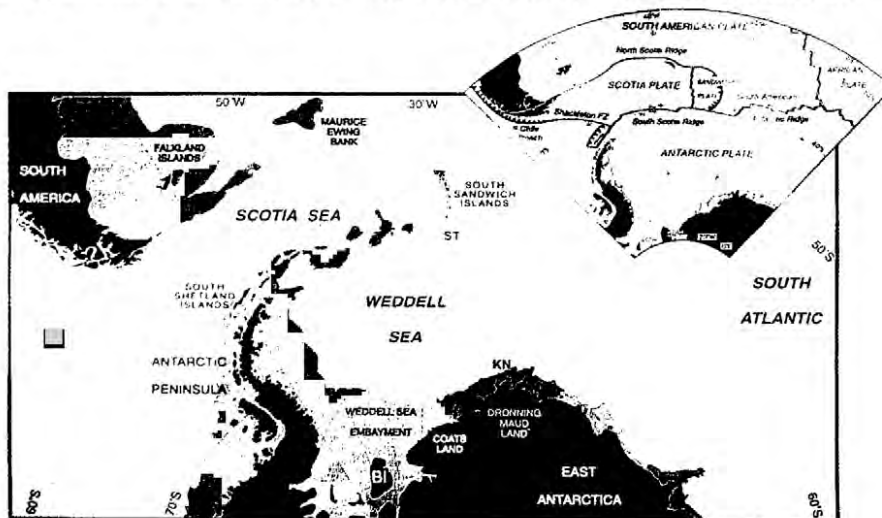 SOUTH AMERICAN PLATE
North Scotia Ridge
SCOTIA PLATE
AFRICAN
PLATE
South American
Shackleton FZ
South Scotia Ridge
Ridge
ANTARCTIC PLATE
50°W
30°W
MAURICE
EWING
BANK
FALKLAND
ISLANDS
SOUTH
AMERICA
SCOTIA SEA
SOUTH
SANDWICH
ISLANDS
ST
SOUTH
SHETLAND
ISLANDS
WEDDELL
SEA
50°S
SOUTH
ATLANTIC
ANTARCTIC
PENINSULA
KN
WEDDELL SEA
EMBAYMENT
DRONNING
MAUD
LAND
COATS
LAND
BI
EAST
ANTARCTICA
60°S
70°S
60°S